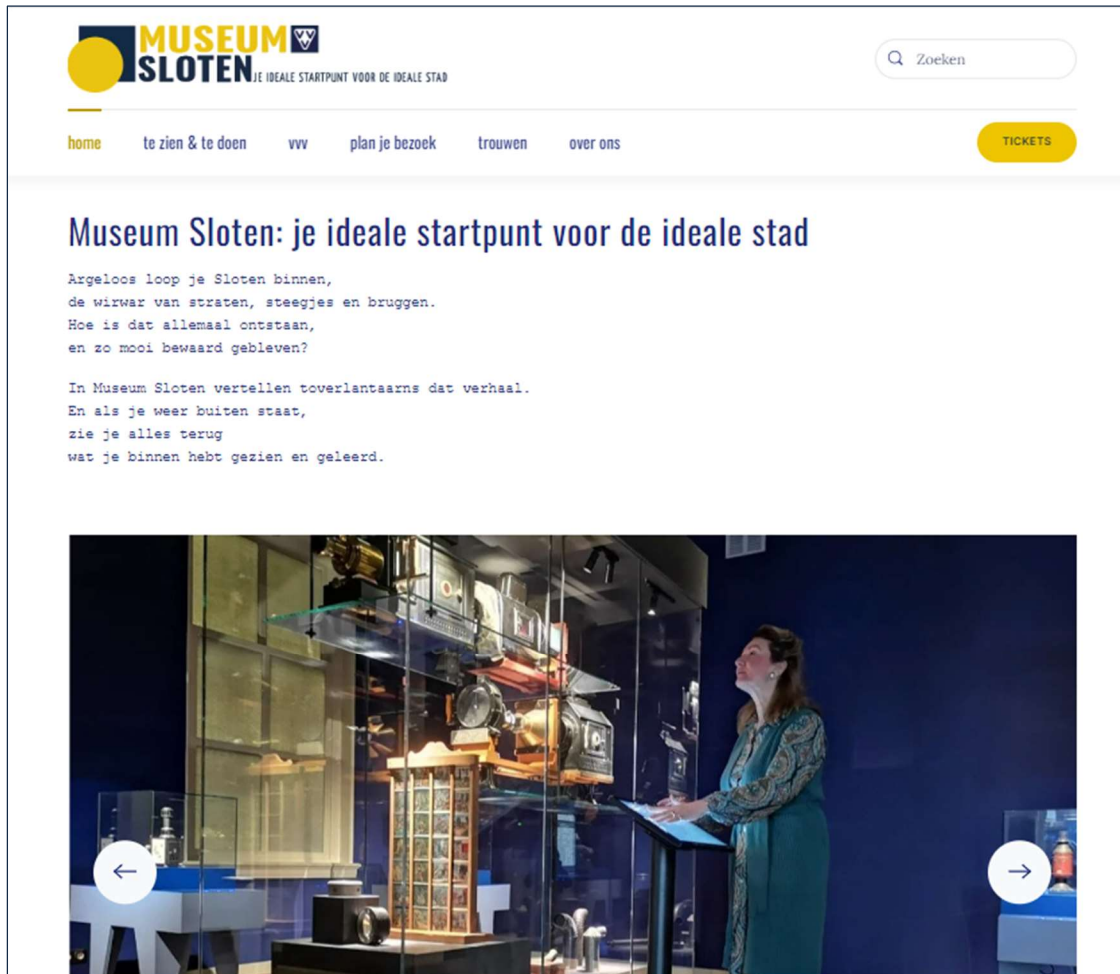 MUSEUM VVV
SLOTEN JE IDEALE STARTPUNT VOOR DE IDEALE STAD
Zoeken
home te zien & te doen vvv plan je bezoek trouwen over ons TICKETS
Museum Sloten: je ideale startpunt voor de ideale stad
Argeloos loop je Sloten binnen,
de wirwar van straten, steegjes en bruggen.
Hoe is dat allemaal ontstaan,
en zo mooi bewaard gebleven?
In Museum Sloten vertellen toverlantaarns dat verhaal.
En als je weer buiten staat,
zie je alles terug
wat je binnen hebt gezien en geleerd.